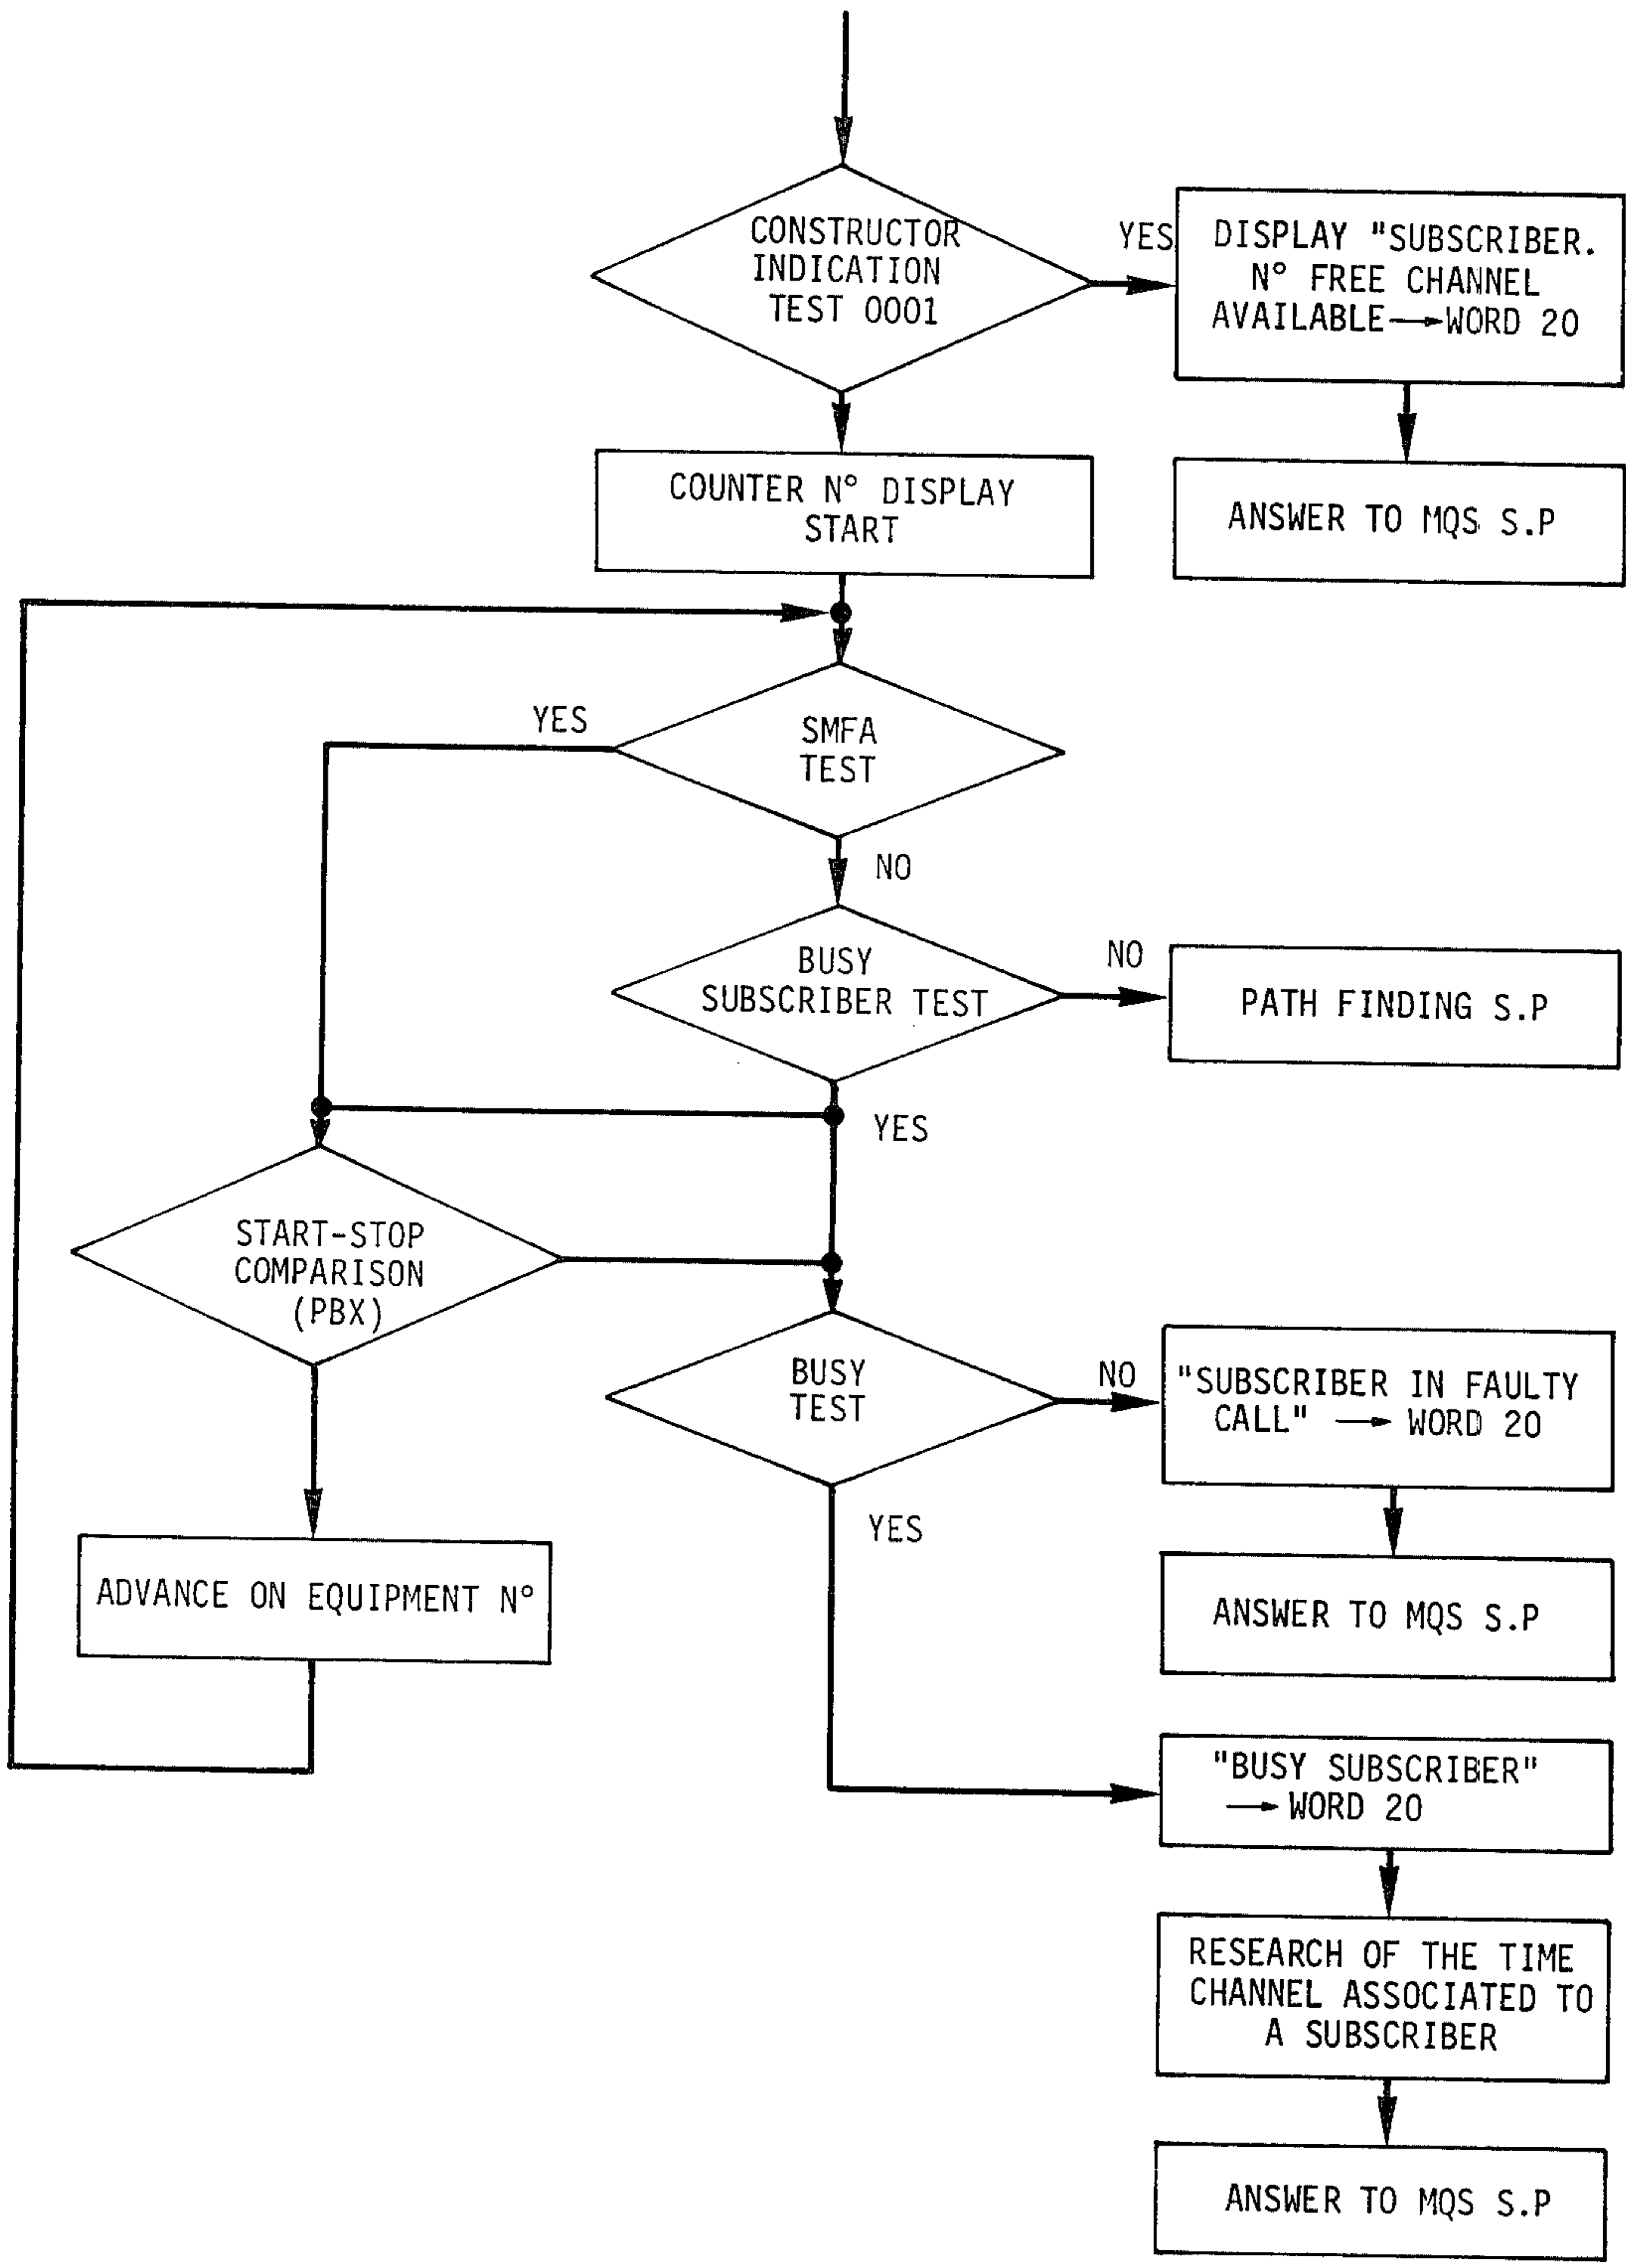 CONSTRUCTOR
INDICATION
TEST 0001
YES
DISPLAY "SUBSCRIBER.
N° FREE CHANNEL
AVAILABLE→WORD 20
COUNTER N° DISPLAY
START
ANSWER TO MQS S.P
YES
SMFA
TEST
NO
BUSY
SUBSCRIBER TEST
NO
PATH FINDING S.P
YES
START-STOP
COMPARISON
(PBX)
BUSY
TEST
NO
"SUBSCRIBER IN FAULTY
CALL" → WORD 20
YES
ADVANCE ON EQUIPMENT N°
ANSWER TO MQS S.P
"BUSY SUBSCRIBER"
→ WORD 20
RESEARCH OF THE TIME
CHANNEL ASSOCIATED TO
A SUBSCRIBER
ANSWER TO MQS S.P